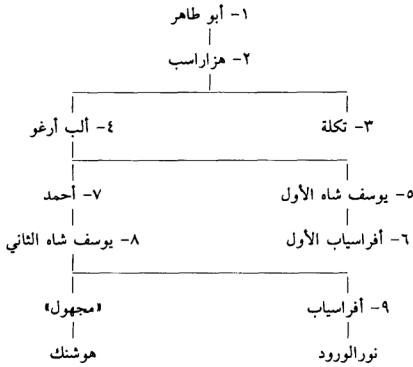 ١- أبو طاهر
٢- هزاراسب
٣- تكلة
٤- ألب أرغو
٥- يوسف شاه الأول
٧- أحمد
٦- أفراسياب الأول
٨- يوسف شاه الثاني
٩- أفراسياب
«مجهول»
نورالورود
هوشنك